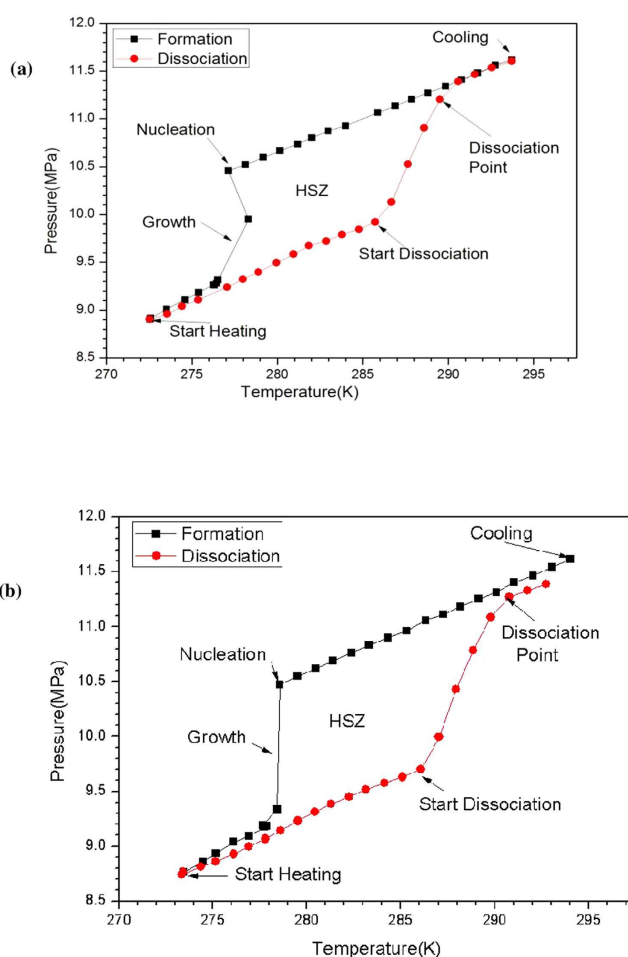 (a)
12.0
11.5
11.0
10.5
10.0
9.5
9.0
8.5
Pressure(MPa)
Formation
Dissociation
Cooling
Nucleation
Dissociation
Point
HSZ
Growth
Start Dissociation
Start Heating
270 275 280 285 290 295
Temperature(K)
(b)
12.0
11.5
11.0
10.5
10.0
9.5
9.0
8.5
Pressure(MPa)
Formation
Dissociation
Cooling
Nucleation
Dissociation
Point
HSZ
Growth
Start Dissociation
Start Heating
270 275 280 285 290 295
Temperature(K)